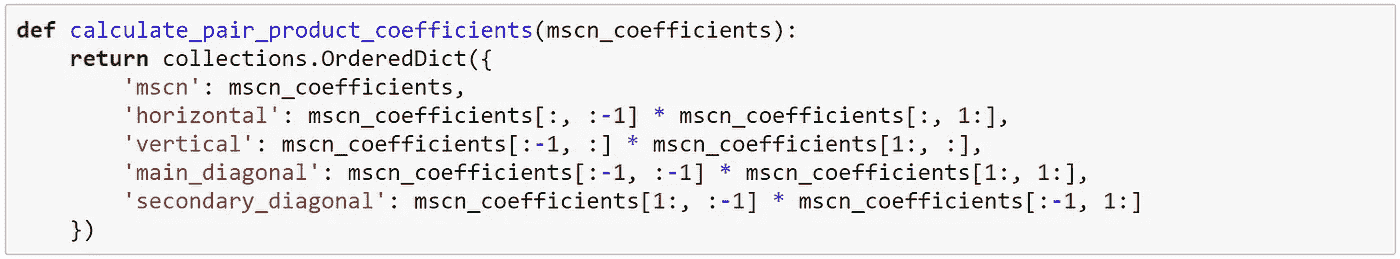 def calculate_pair_product_coefficients(mscn_coefficients):
    return collections.OrderedDict({
        'mscn': mscn_coefficients,
        'horizontal': mscn_coefficients[:, :-1] * mscn_coefficients[:, 1:],
        'vertical': mscn_coefficients[:-1, :] * mscn_coefficients[1:, :],
        'main_diagonal': mscn_coefficients[:-1, :-1] * mscn_coefficients[1:, 1:],
        'secondary_diagonal': mscn_coefficients[1:, :-1] * mscn_coefficients[:-1, 1:]
    })